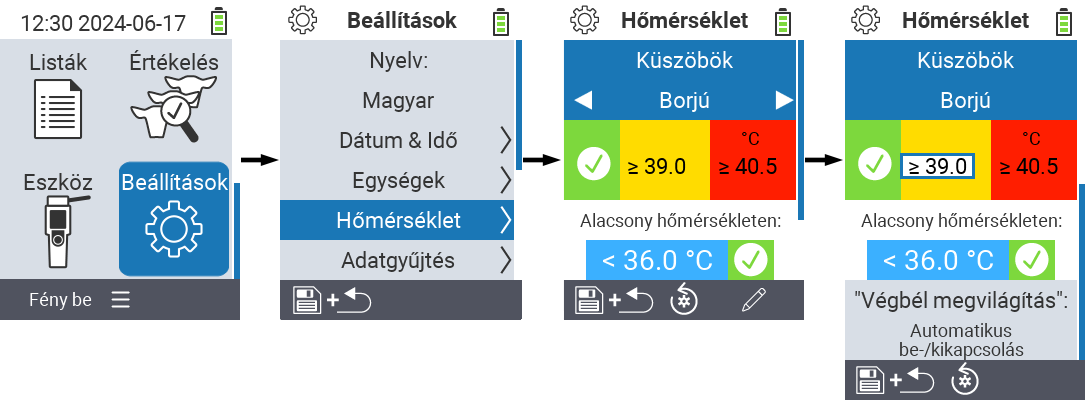 12:30 2024-06-17
Listák
Értékelés
Eszköz
Beállítások
Fény be
Beállítások
Nyelv:
Magyar
Dátum & Idő
Egységek
Hőmérséklet
Adatgyűjtés
+
Hőmérséklet
Küszöbök
Borjú
°C
≥ 39.0
≥ 40.5
Alacsony hőmérsékleten:
< 36.0 °C
+
Hőmérséklet
Küszöbök
Borjú
°C
≥ 39.0
≥ 40.5
Alacsony hőmérsékleten:
< 36.0 °C
"Végbél megvilágítás":
Automatikus
be-/kikapcsolás
+